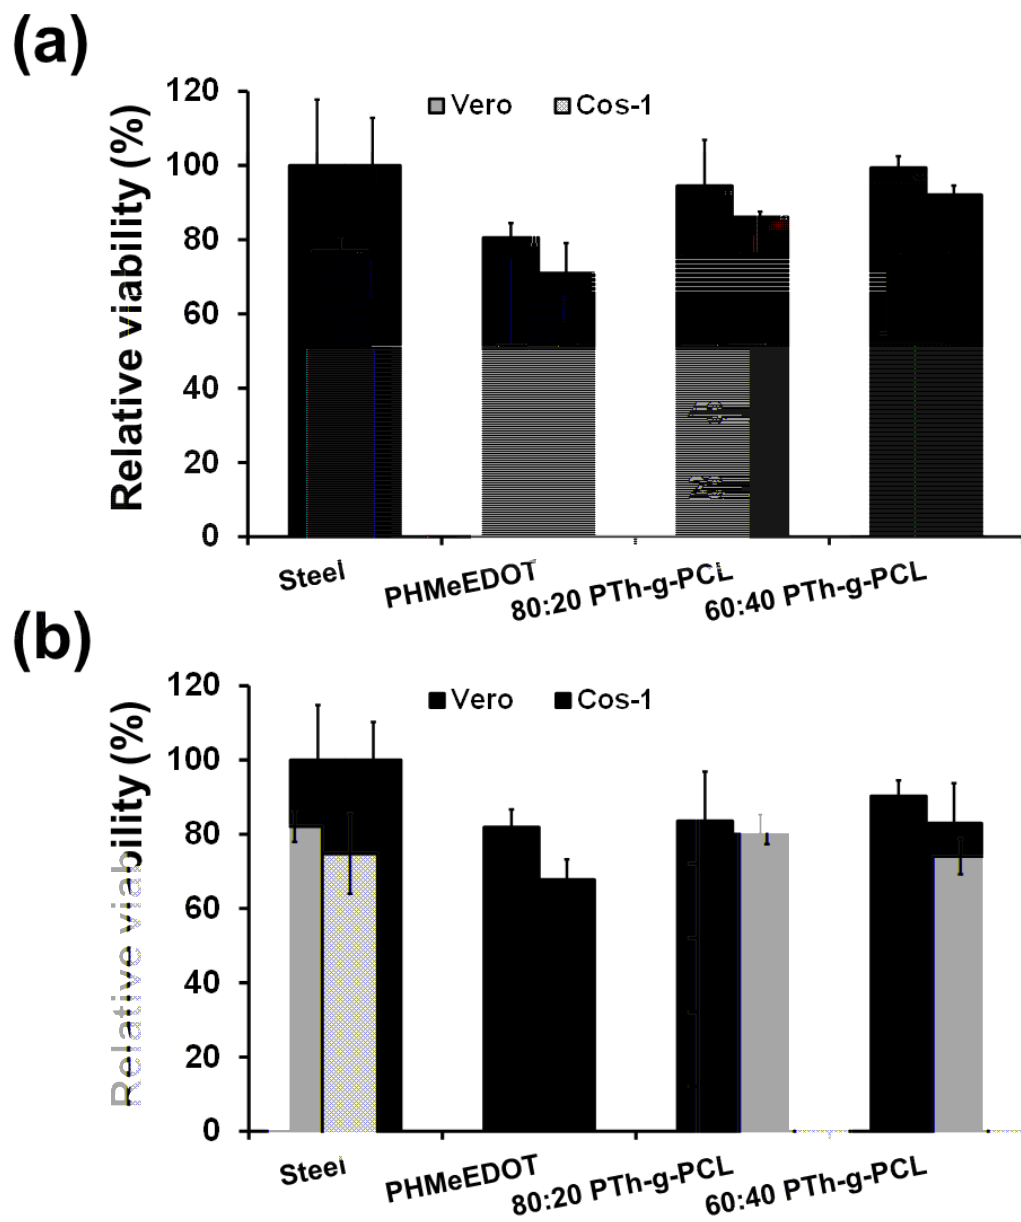 (a)
Relative viability (%)
120
100
80
60
40
20
0
Vero
Cos-1
Steel
PHMeEDOT
80:20 PTh-g-PCL
60:40 PTh-g-PCL
(b)
Relative viability (%)
120
100
80
60
40
20
0
Vero
Cos-1
Steel
PHMeEDOT
80:20 PTh-g-PCL
60:40 PTh-g-PCL